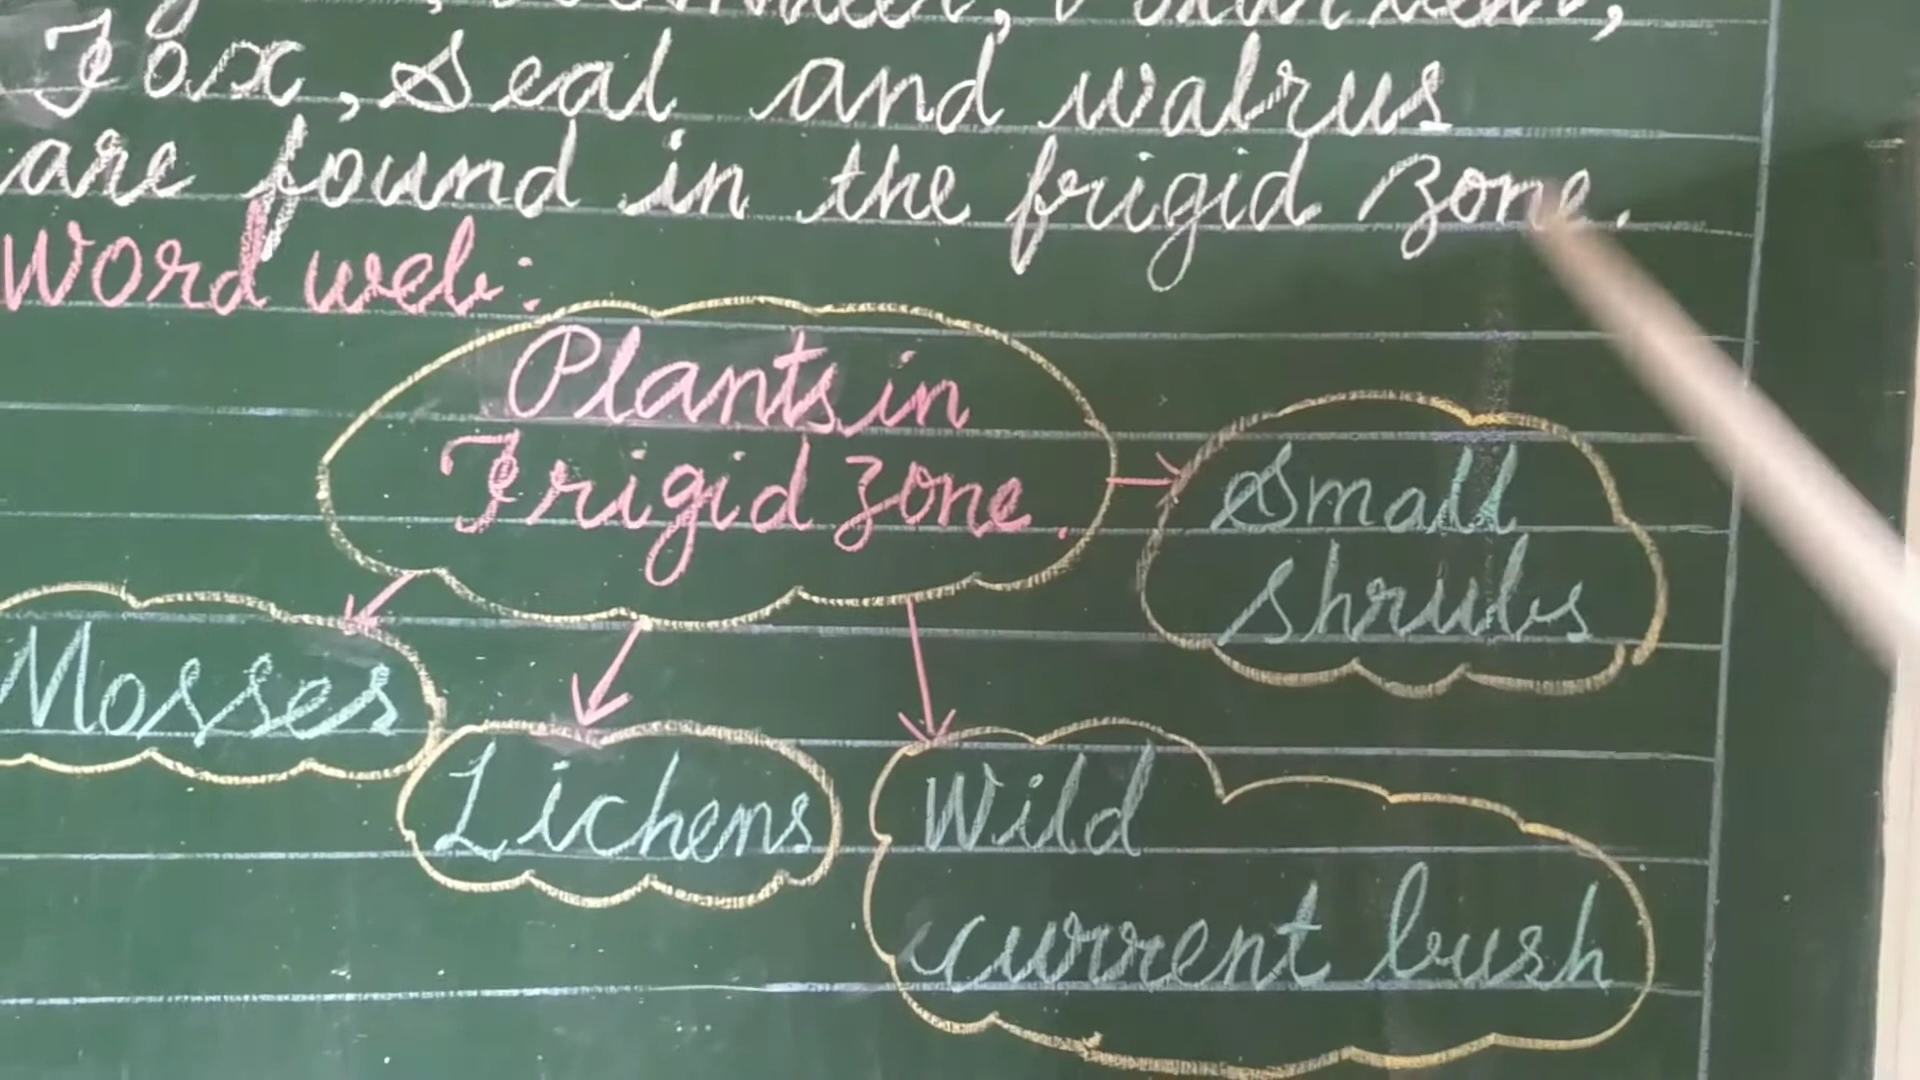 Fox, Seal and walrus
are found in the frigid zone.
Word web:
Plants in
Frigid zone.
Small
shrubs
Mosses
Lichens
Wild
current bush